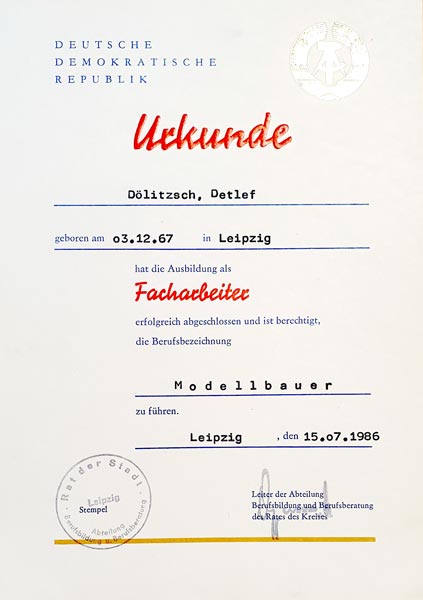 DEUTSCHE
DEMOKRATISCHE
REPUBLIK
Urkunde
Dölitzsch, Detlef
geboren am o3.12.67 in Leipzig
hat die Ausbildung als
Facharbeiter
erfolgreich abgeschlossen und ist berechtigt,
die Berufsbezeichnung
Modellbauer
zu führen.
Leipzig , den 15.o7.1986
Rat der Stadt
Leipzig
Stempel
Abteilung
Berufsbildung u. Berufsberatung
Leiter der Abteilung
Berufsbildung und Berufsberatung
des Rates des Kreises